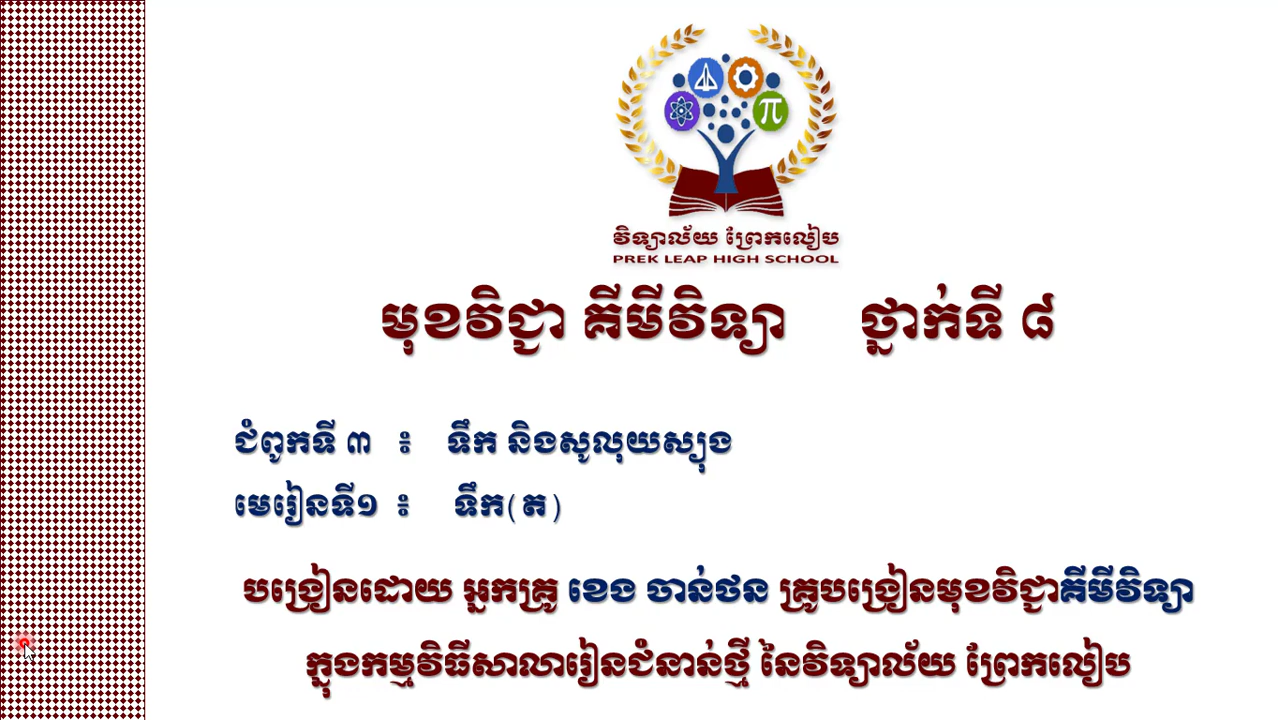 π
វិទ្យាល័យ ព្រែកលៀប
PREK LEAP HIGH SCHOOL
មុខវិជ្ជា គីមីវិទ្យា ថ្នាក់ទី ៨
ជំពូកទី ៣ ៖ ទឹក និងសូលុយស្យុង
មេរៀនទី១ ៖ ទឹក(ត)
បង្រៀនដោយ អ្នកគ្រូ ខេង ចាន់ថន គ្រូបង្រៀនមុខវិជ្ជាគីមីវិទ្យា
ក្នុងកម្មវិធីសាលារៀនជំនាន់ថ្មី នៃវិទ្យាល័យ ព្រែកលៀប